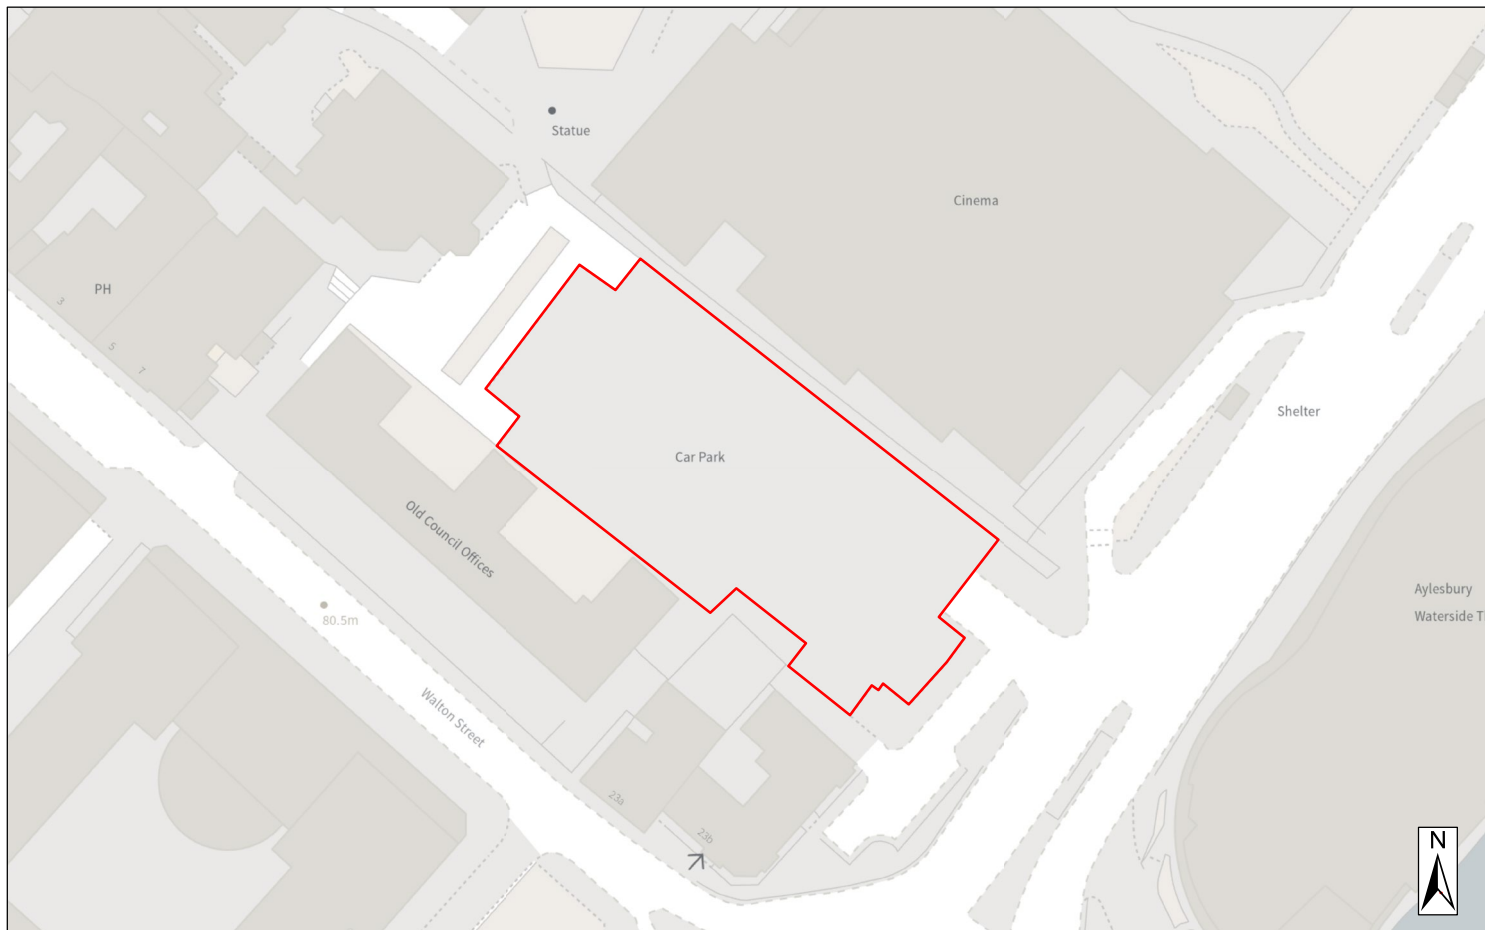 Statue
Cinema
PH
3
5
7
Shelter
Car Park
Old Council Offices
80.5m
Walton Street
Aylesbury
Waterside
23a
23b
N